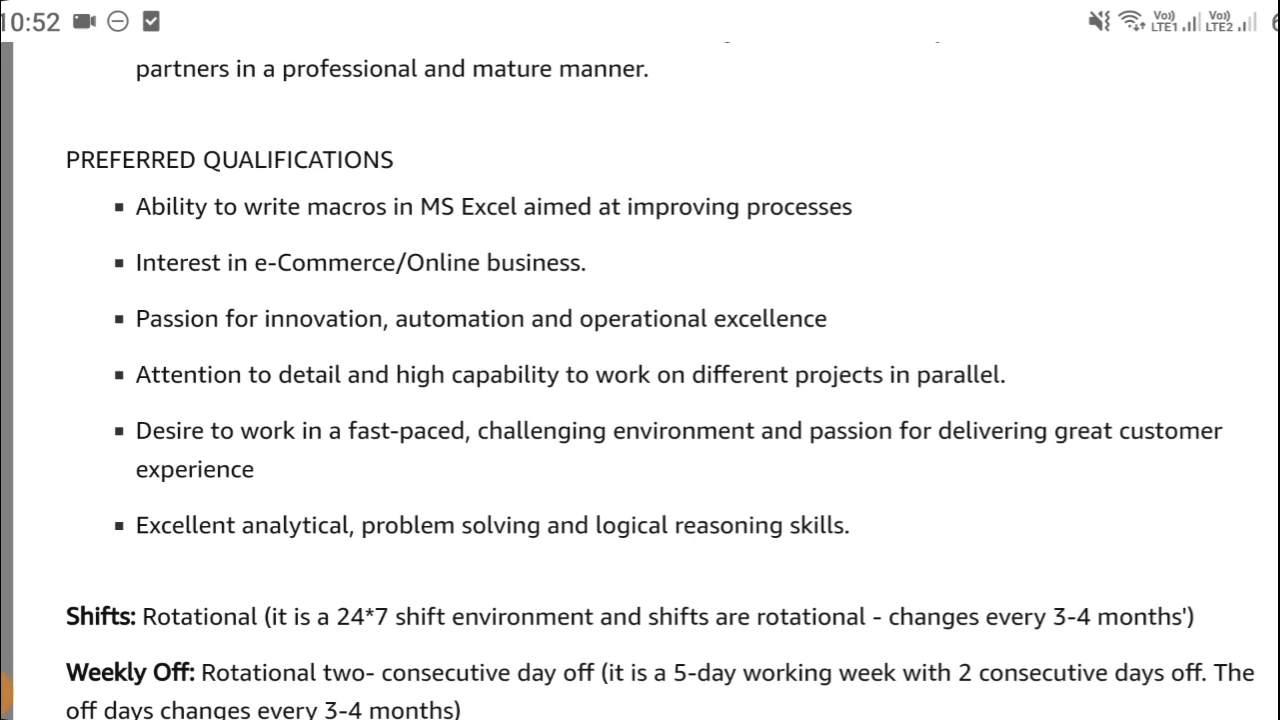 10:52 Vo)) LTE1 Vo)) LTE2
partners in a professional and mature manner.
PREFERRED QUALIFICATIONS
▪ Ability to write macros in MS Excel aimed at improving processes
▪ Interest in e-Commerce/Online business.
▪ Passion for innovation, automation and operational excellence
▪ Attention to detail and high capability to work on different projects in parallel.
▪ Desire to work in a fast-paced, challenging environment and passion for delivering great customer
experience
▪ Excellent analytical, problem solving and logical reasoning skills.
Shifts: Rotational (it is a 24*7 shift environment and shifts are rotational - changes every 3-4 months')
Weekly Off: Rotational two- consecutive day off (it is a 5-day working week with 2 consecutive days off. The
off days changes every 3-4 months)